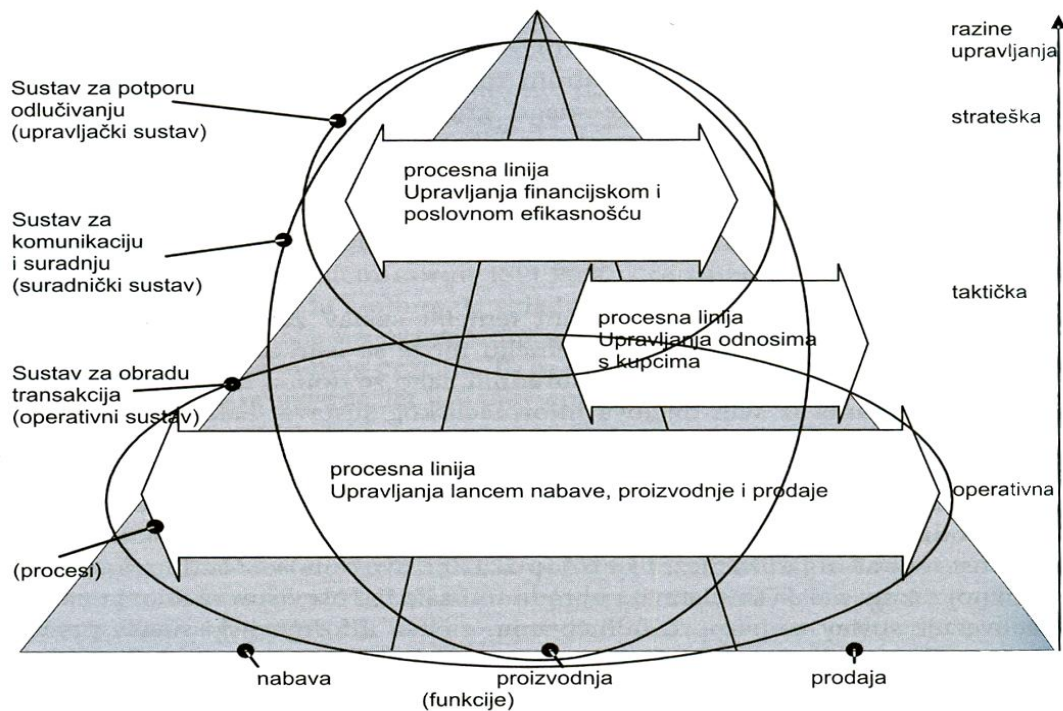 razine
upravljanja
Sustav za potporu
odlučivanju
(upravljački sustav)
strateška
procesna linija
Upravljanja financijskom i
poslovnom efikasnošću
Sustav za
komunikaciju
i suradnju
(suradnički sustav)
taktička
procesna linija
Upravljanja odnosima
s kupcima
Sustav za obradu
transakcija
(operativni sustav)
procesna linija
Upravljanja lancem nabave, proizvodnje i prodaje
operativna
(procesi)
nabava
proizvodnja
prodaja
(funkcije)